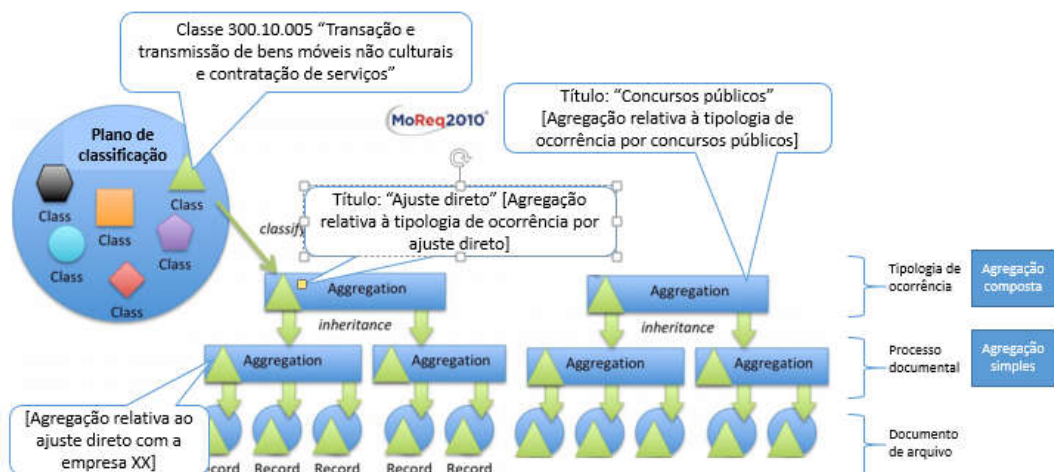 Classe 300.10.005 “Transação e
transmissão de bens móveis não culturais
e contratação de serviços”
Título: “Concursos públicos”
[Agregação relativa à tipologia de
ocorrência por concursos públicos]
MoReq2010®
Plano de
classificação
Class
Class
Class
Class
Class
Class
Título: “Ajuste direto” [Agregação
relativa à tipologia de ocorrência por
ajuste direto]
classify
Aggregation
Aggregation
Tipologia de
ocorrência
Agregação
composta
inheritance
inheritance
Aggregation
Aggregation
Aggregation
Aggregation
Processo
documental
Agregação
simples
[Agregação relativa ao
ajuste direto com a
empresa XX]
Record
Record
Record
Record
Documento
de arquivo